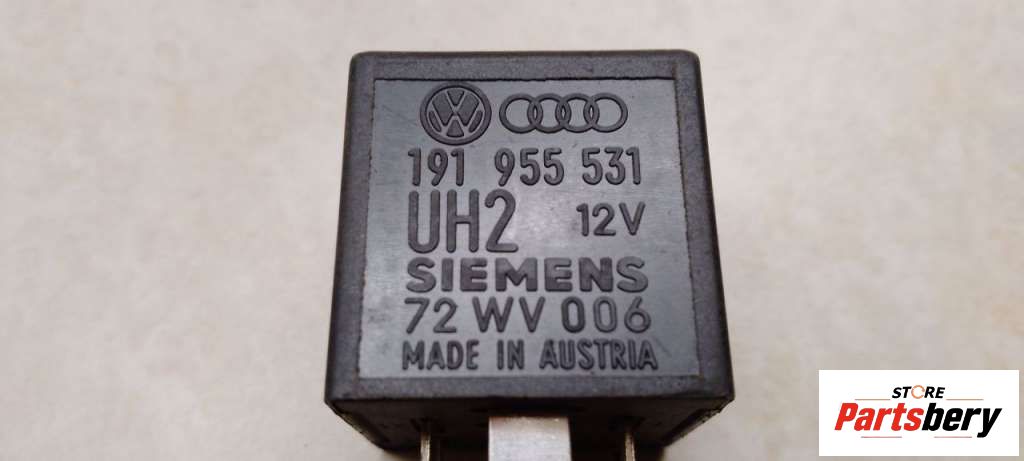 191 955 531
UH2 12V
SIEMENS
72 WV 006
MADE IN AUSTRIA
STORE
Partsbery